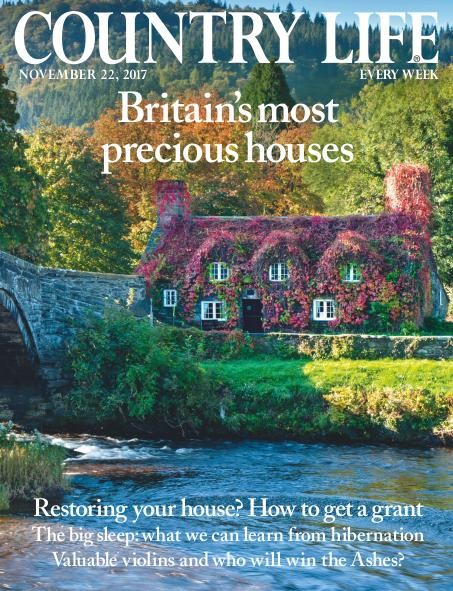 COUNTRY LIFE®
NOVEMBER 22, 2017 EVERY WEEK
Britain's most
precious houses
Restoring your house? How to get a grant
The big sleep: what we can learn from hibernation
Valuable violins and who will win the Ashes?